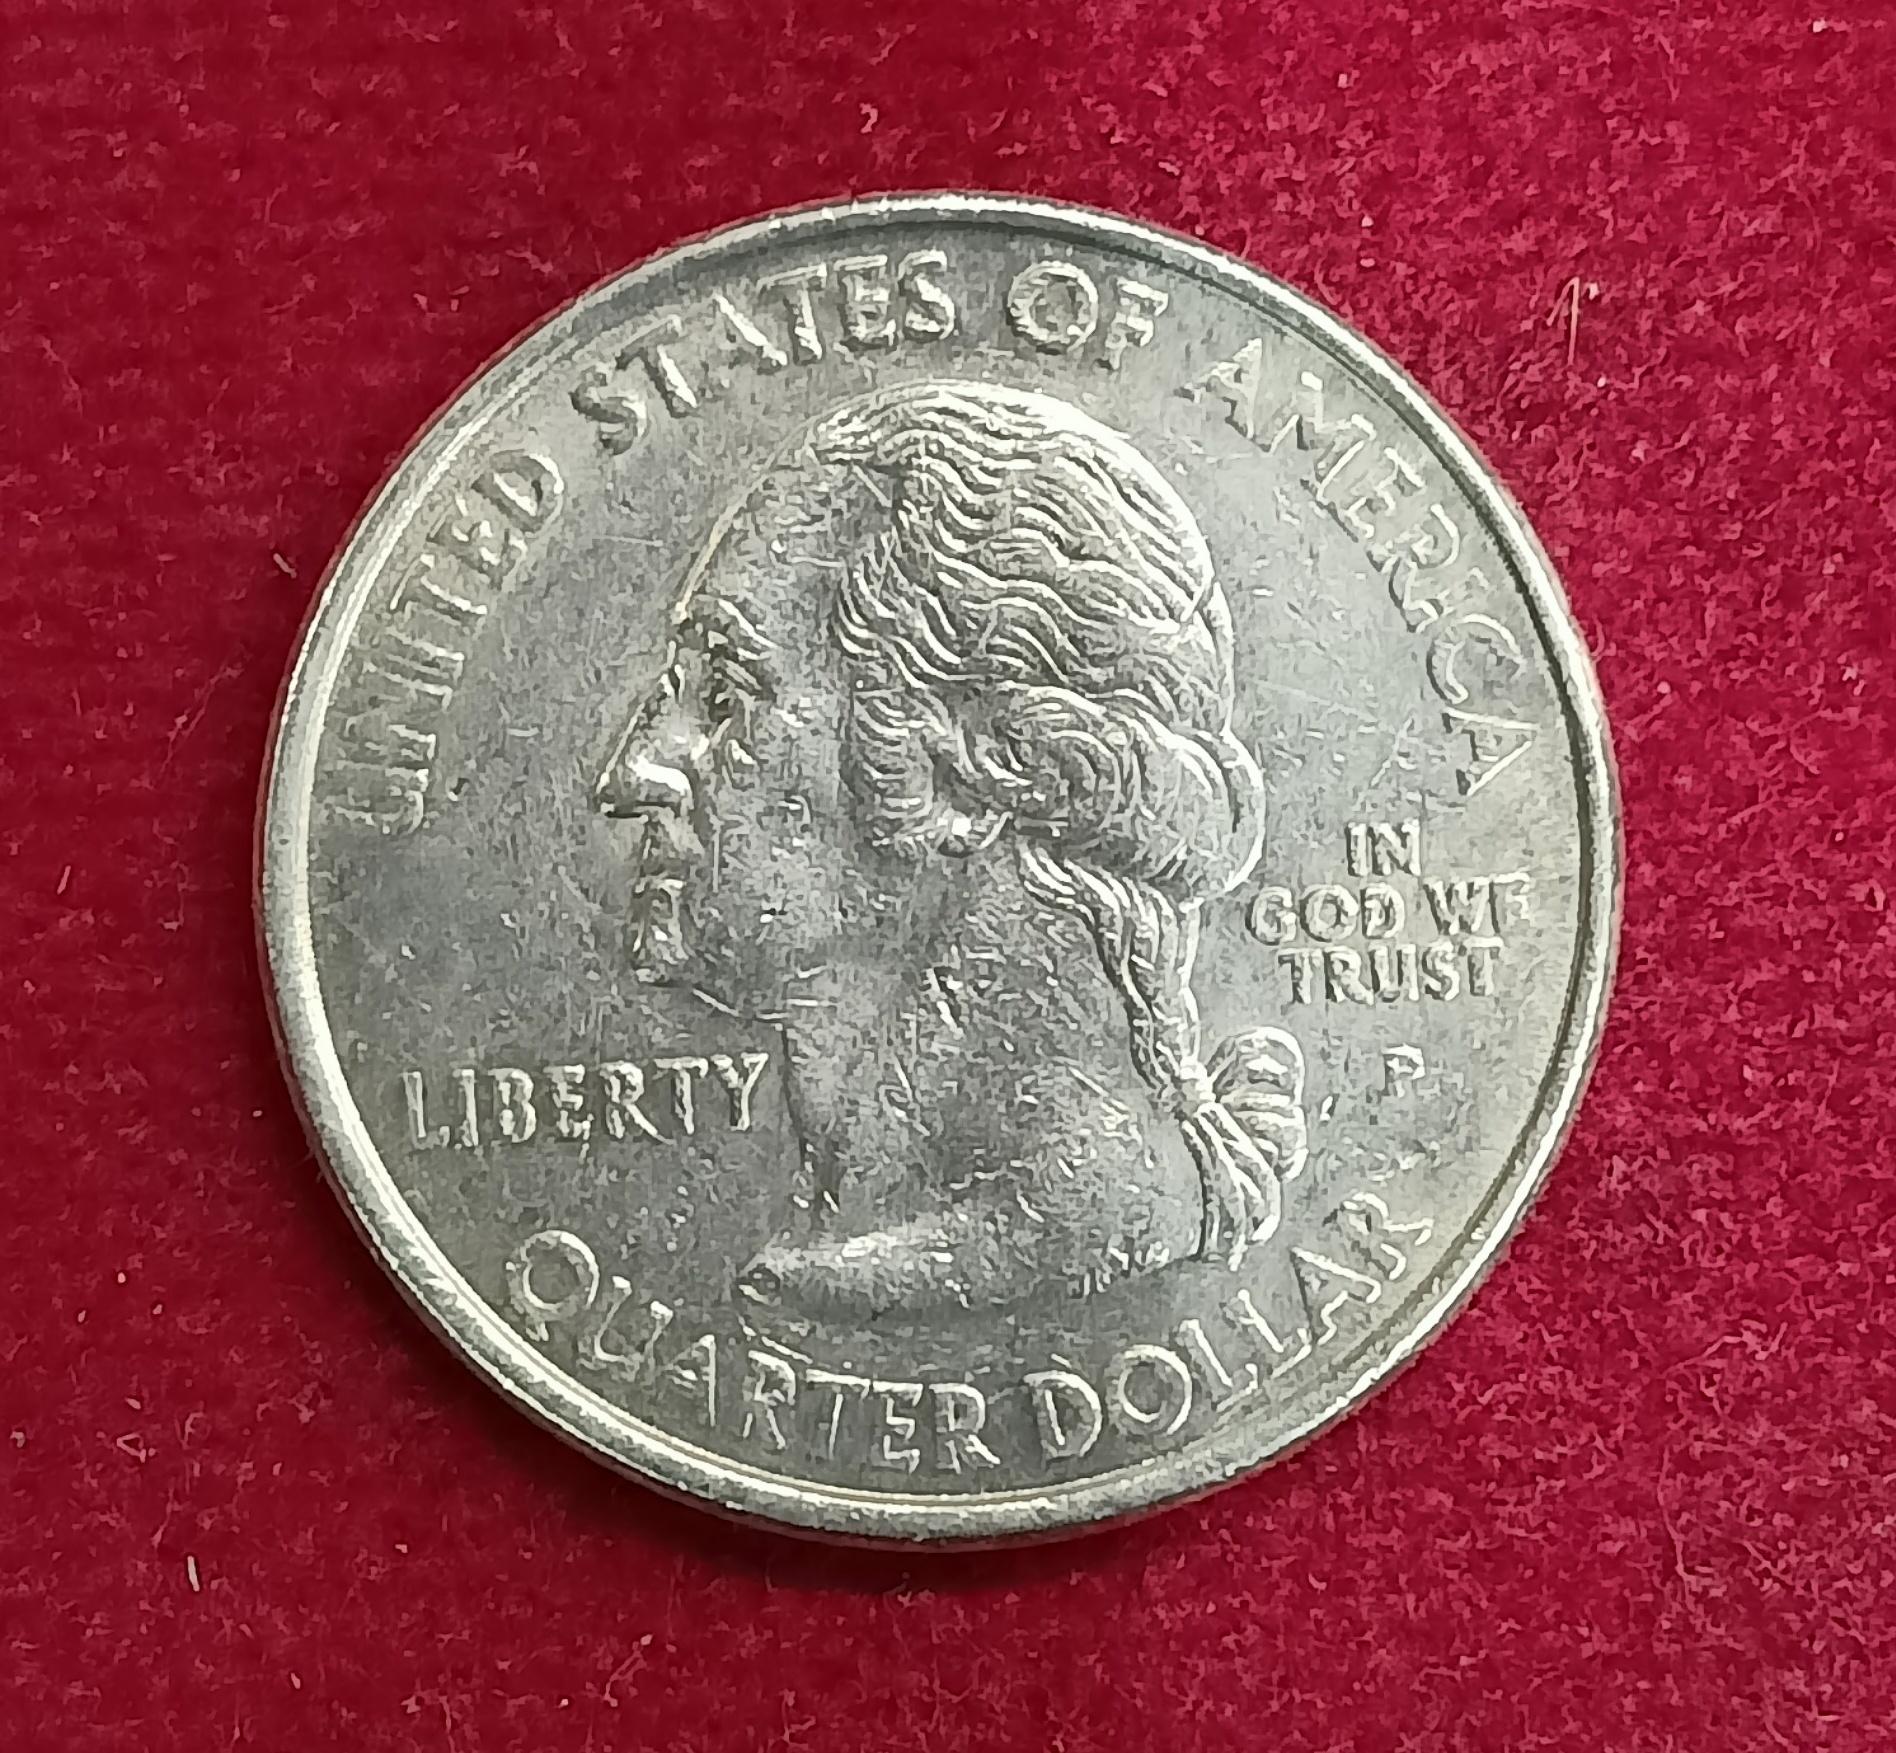 UNITED STATES OF AMERICA
IN
GOD WE
TRUST
P
LIBERTY
QUARTER DOLLAR